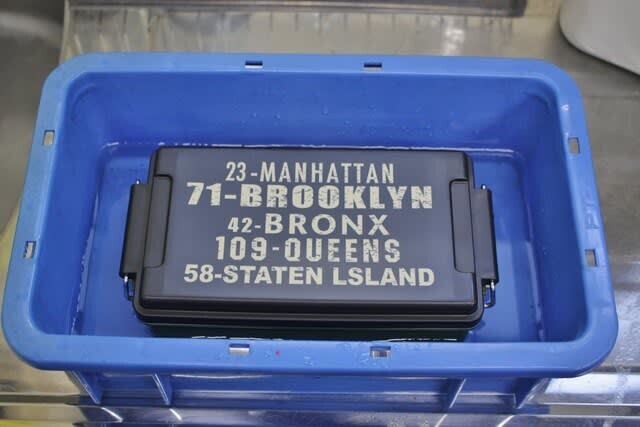 23-MANHATTAN
71-BROOKLYN
42-BRONX
109-QUEENS
58-STATEN LSLAND